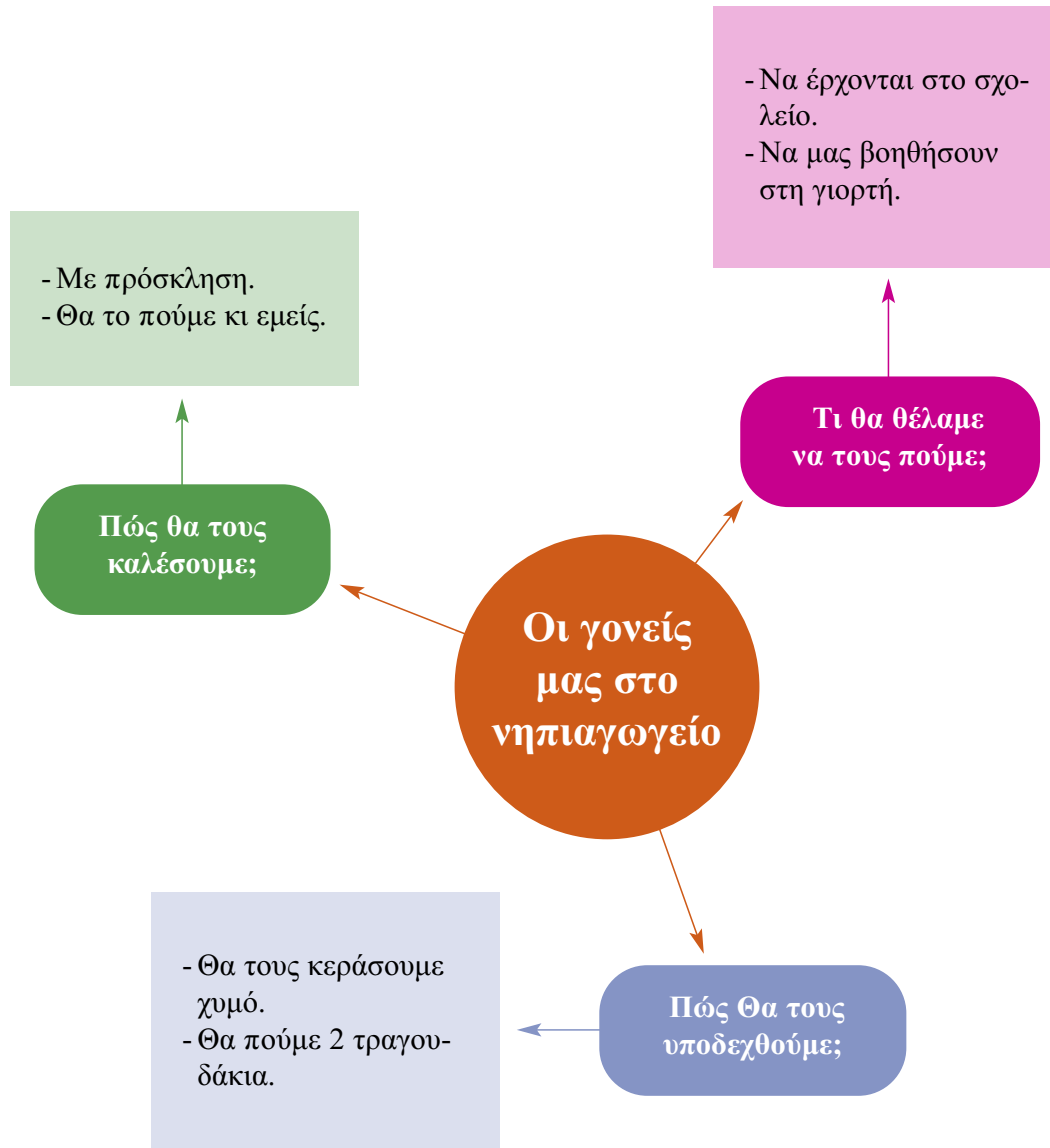 - Να έρχονται στο σχο-
λείο.
- Να μας βοηθήσουν
στη γιορτή.
- Με πρόσκληση.
- Θα το πούμε κι εμείς.
Τι θα θέλαμε
να τους πούμε;
Πώς θα τους
καλέσουμε;
Οι γονείς
μας στο
νηπιαγωγείο
- Θα τους κεράσουμε
χυμό.
- Θα πούμε 2 τραγου-
δάκια.
Πώς Θα τους
υποδεχθούμε;